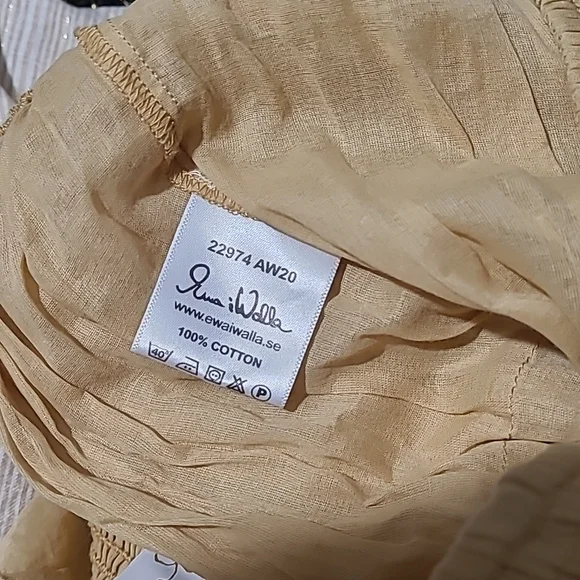 22974 AW20
Ewa i Walla
www.ewaiwalla.se
100% COTTON
40
P